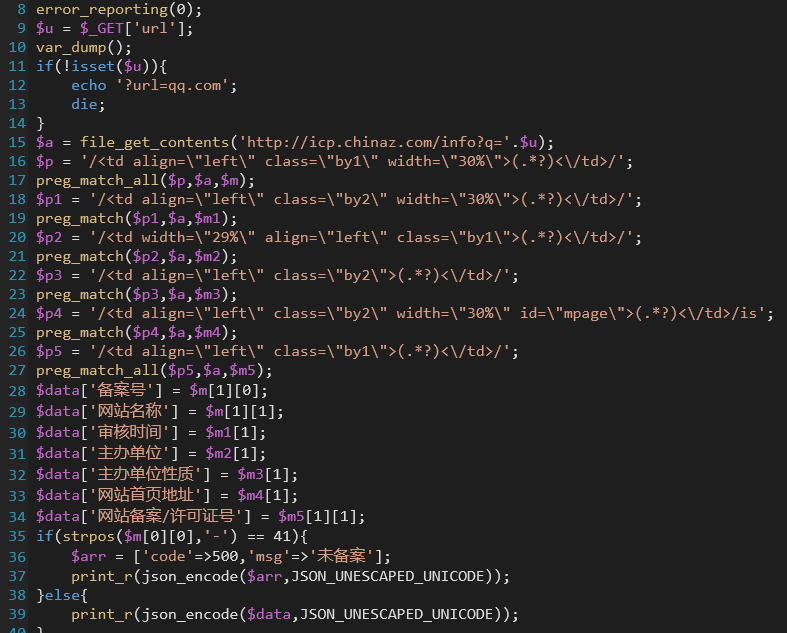 8 error_reporting(0);
9 $u = $_GET['url'];
10 var_dump();
11 if(!isset($u)){
12     echo '?url=qq.com';
13     die;
14 }
15 $a = file_get_contents('http://icp.chinaz.com/info?q='.$u);
16 $p = '/<td align=\"left\" class=\"by1\" width=\"30%\">(.*?)<\/td>/';
17 preg_match_all($p,$a,$m);
18 $p1 = '/<td align=\"left\" class=\"by2\" width=\"30%\">(.*?)<\/td>/';
19 preg_match($p1,$a,$m1);
20 $p2 = '/<td width=\"29%\" align=\"left\" class=\"by1\">(.*?)<\/td>/';
21 preg_match($p2,$a,$m2);
22 $p3 = '/<td align=\"left\" class=\"by2\">(.*?)<\/td>/';
23 preg_match($p3,$a,$m3);
24 $p4 = '/<td align=\"left\" class=\"by2\" width=\"30%\" id=\"mpage\">(.*?)<\/td>/is';
25 preg_match($p4,$a,$m4);
26 $p5 = '/<td align=\"left\" class=\"by1\">(.*?)<\/td>/';
27 preg_match_all($p5,$a,$m5);
28 $data['备案号'] = $m[1][0];
29 $data['网站名称'] = $m[1][1];
30 $data['审核时间'] = $m1[1];
31 $data['主办单位'] = $m2[1];
32 $data['主办单位性质'] = $m3[1];
33 $data['网站首页地址'] = $m4[1];
34 $data['网站备案/许可证号'] = $m5[1][1];
35 if(strpos($m[0][0],'-') == 41){
36     $arr = ['code'=>500,'msg'=>'未备案'];
37     print_r(json_encode($arr,JSON_UNESCAPED_UNICODE));
38 }else{
39     print_r(json_encode($data,JSON_UNESCAPED_UNICODE));
40 }